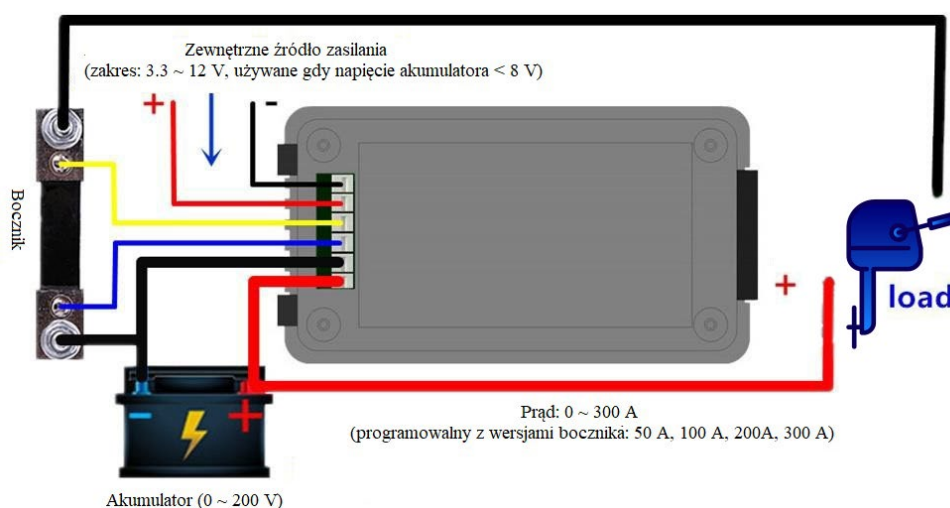 Zewnętrzne źródło zasilania
(zakres: 3.3 ~ 12 V, używane gdy napięcie akumulatora < 8 V)
+
-
Bocznik
+
load
- +
Prąd: 0 ~ 300 A
(programowalny z wersjami bocznika: 50 A, 100 A, 200A, 300 A)
Akumulator (0 ~ 200 V)